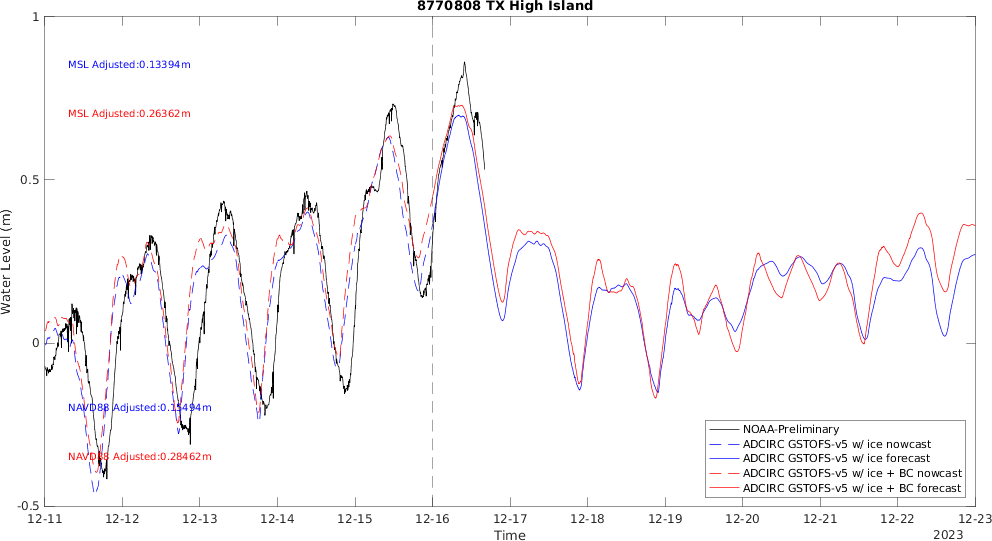 8770808 TX High Island
1
0.5
0
-0.5
Water Level (m)
MSL Adjusted:0.13394m
MSL Adjusted:0.26362m
NAVD88 Adjusted:0.15494m
NAVD88 Adjusted:0.28462m
NOAA-Preliminary
ADCIRC GSTOFS-v5 w/ ice nowcast
ADCIRC GSTOFS-v5 w/ ice forecast
ADCIRC GSTOFS-v5 w/ ice + BC nowcast
ADCIRC GSTOFS-v5 w/ ice + BC forecast
12-11 12-12 12-13 12-14 12-15 12-16 12-17 12-18 12-19 12-20 12-21 12-22 12-23
Time
2023